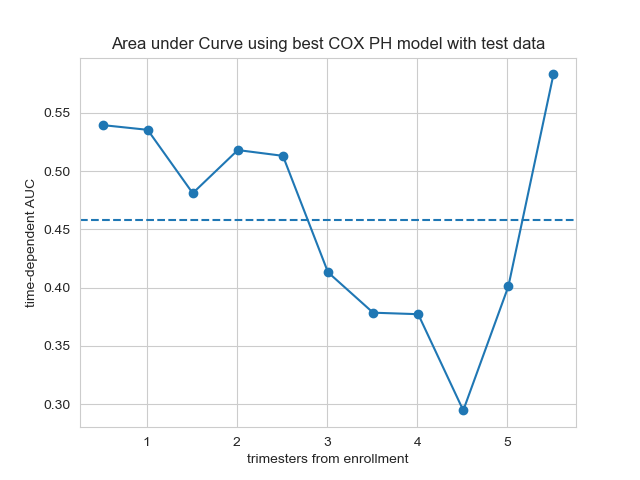 Area under Curve using best COX PH model with test data
time-dependent AUC
0.55
0.50
0.45
0.40
0.35
0.30
1 2 3 4 5
trimesters from enrollment